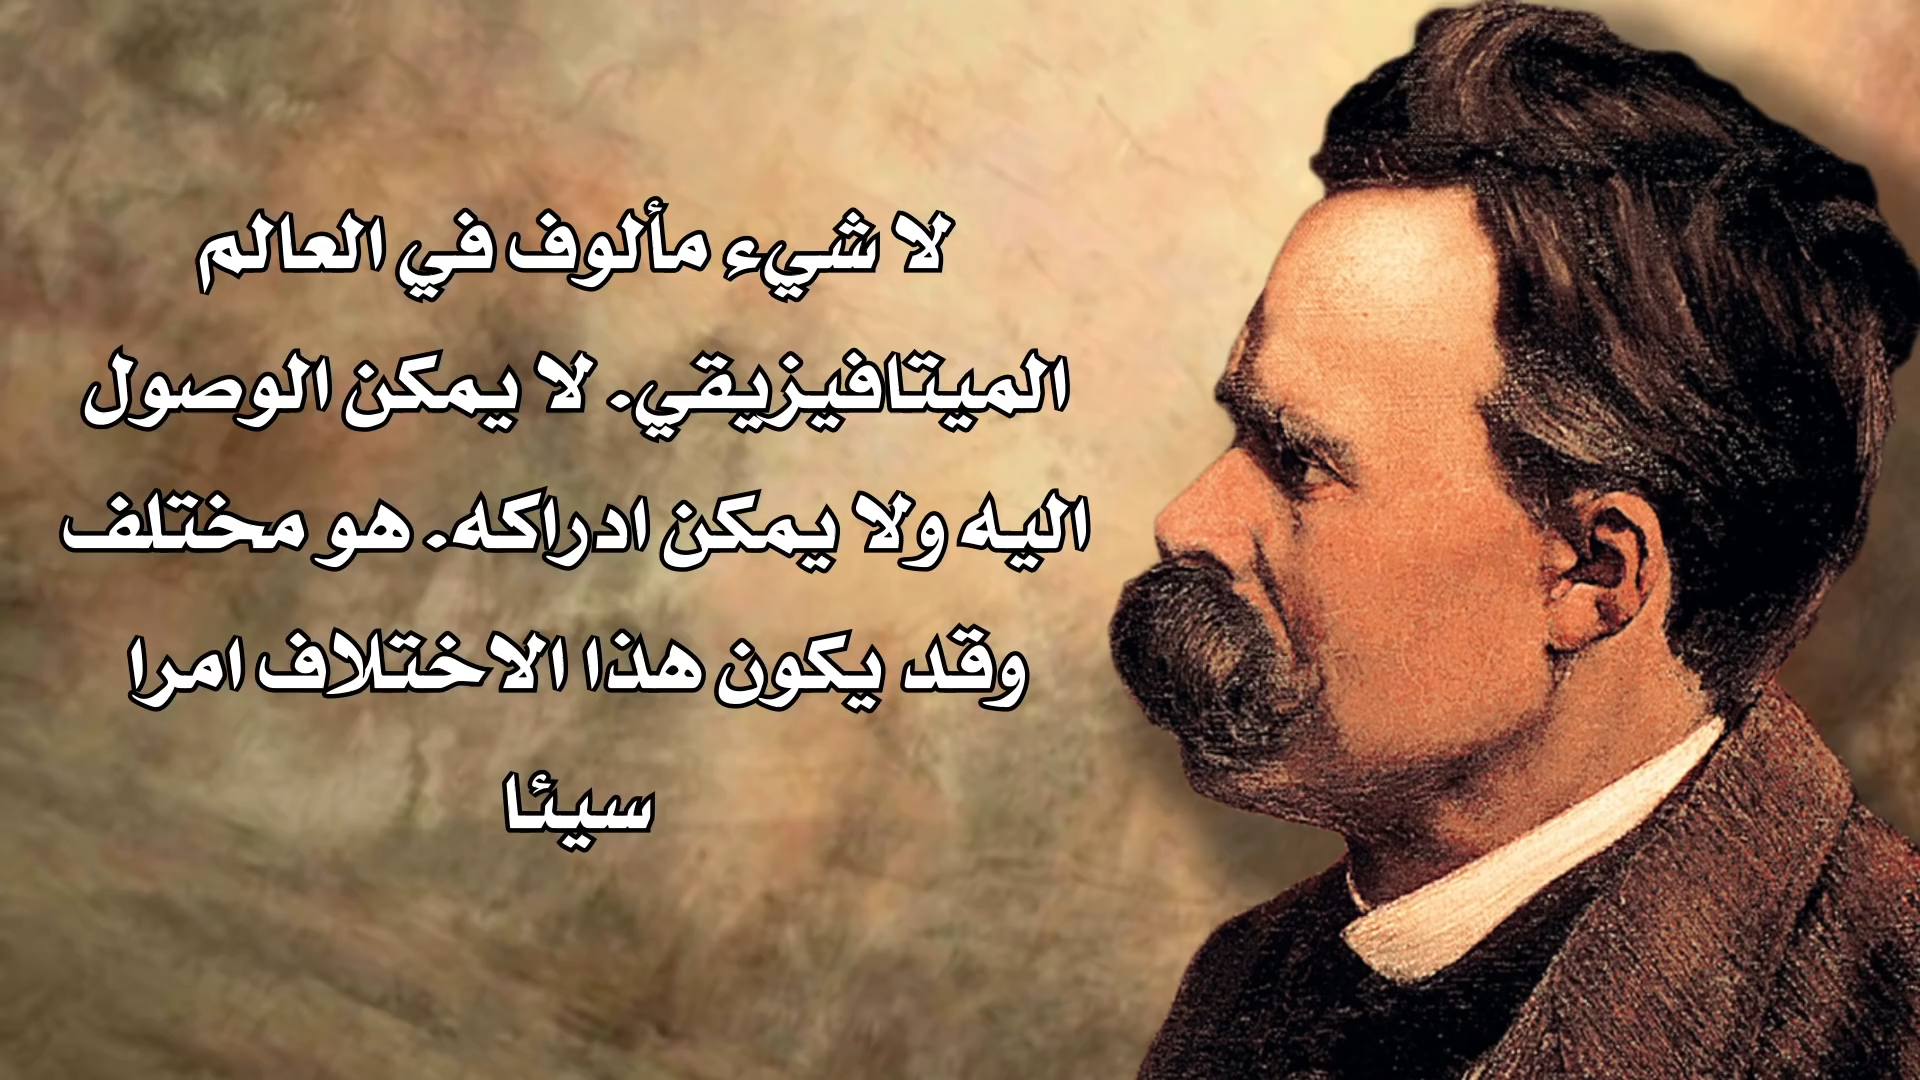 لا شيء مألوف في العالم
الميتافيزيقي. لا يمكن الوصول
اليه ولا يمكن ادراكه. هو مختلف
وقد يكون هذا الاختلاف امرا
سيئا